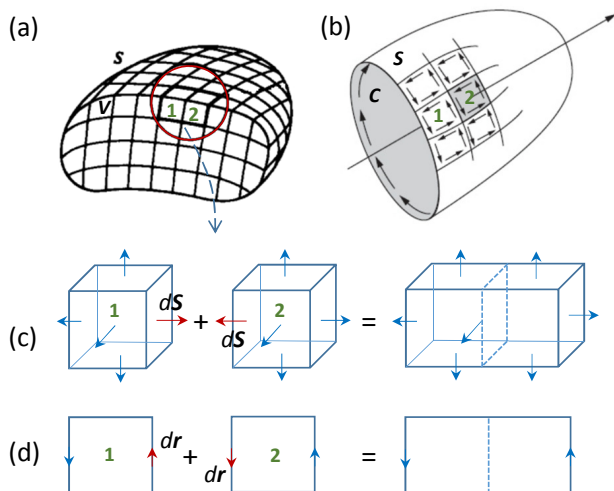 (a)
S
V
1 2
(b)
S
C
1
2
(c)
1
dS
+
dS
2
=
(d)
1
dr
+
dr
2
=